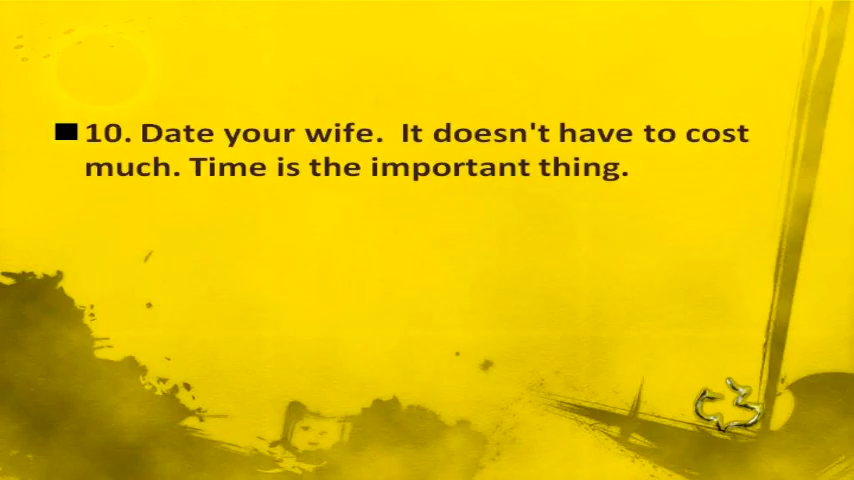 10. Date your wife.  It doesn't have to cost
much. Time is the important thing.